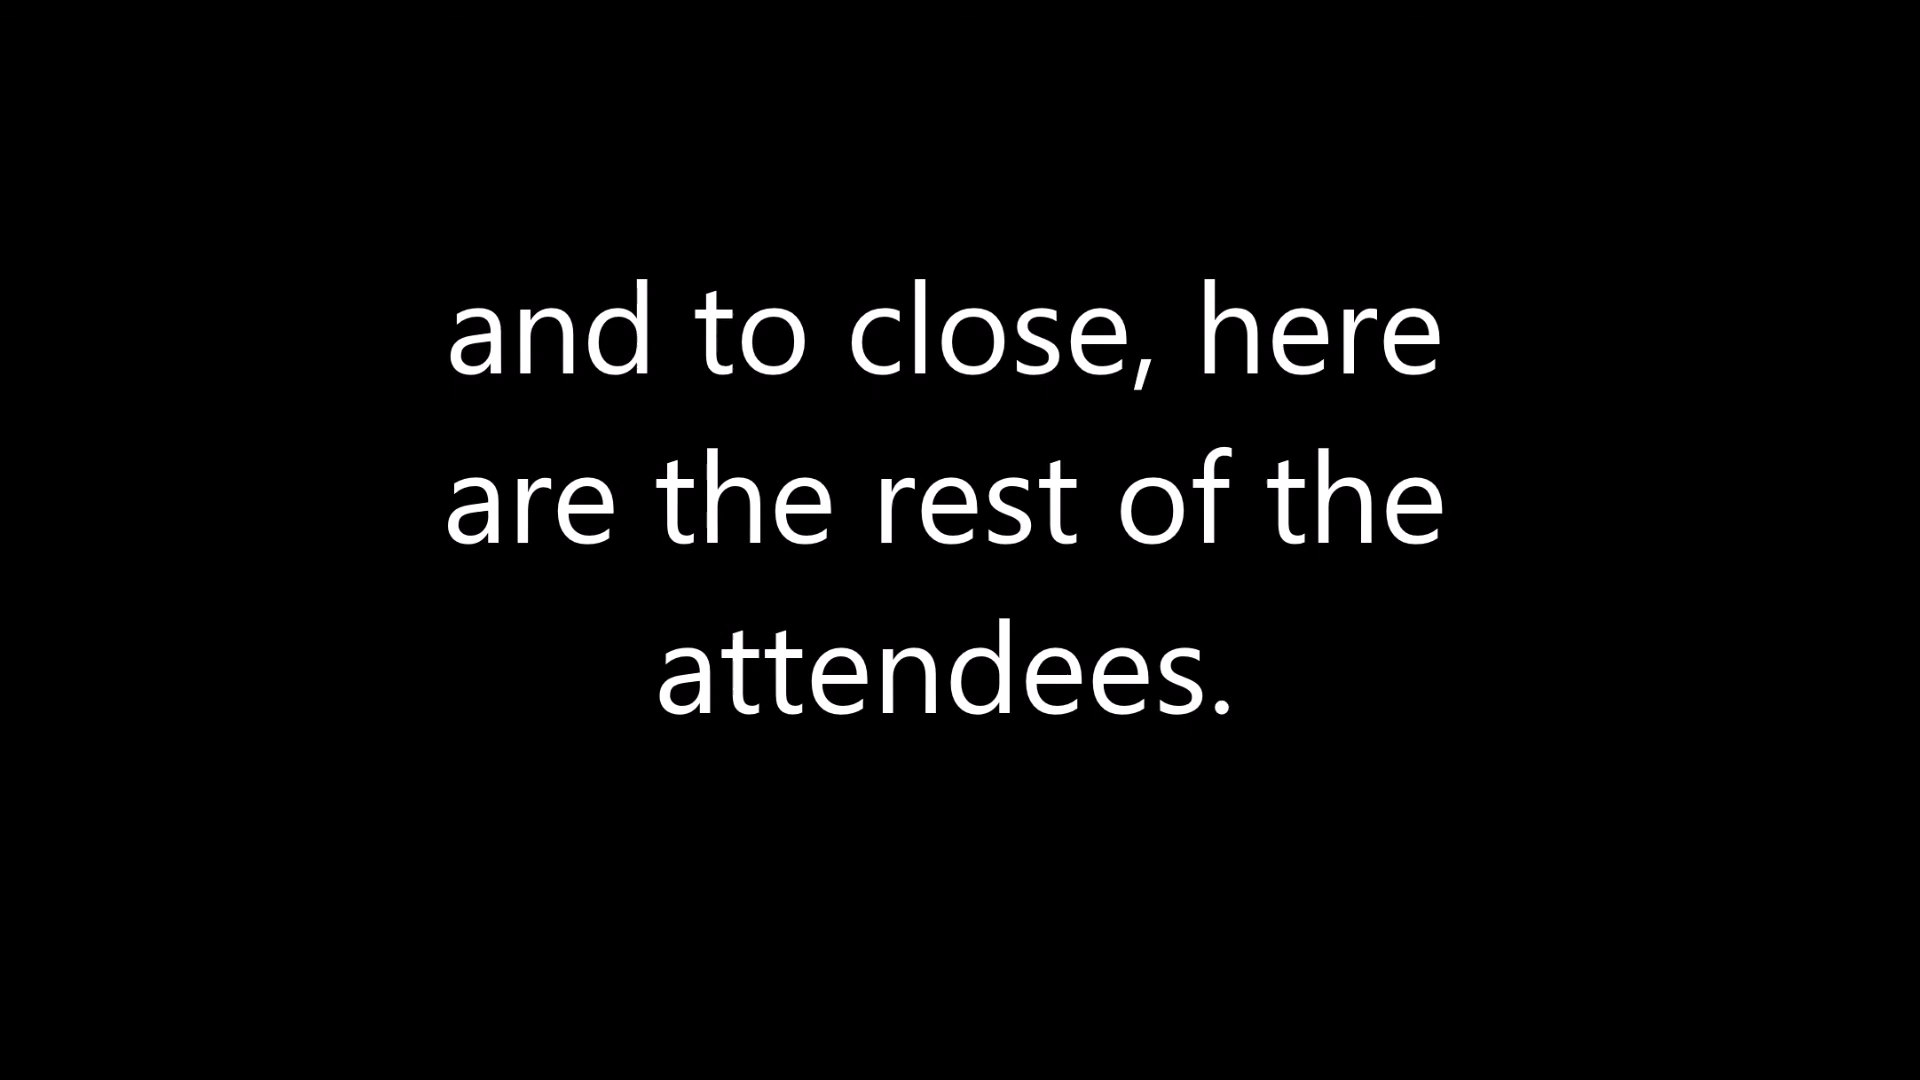 and to close, here
are the rest of the
attendees.